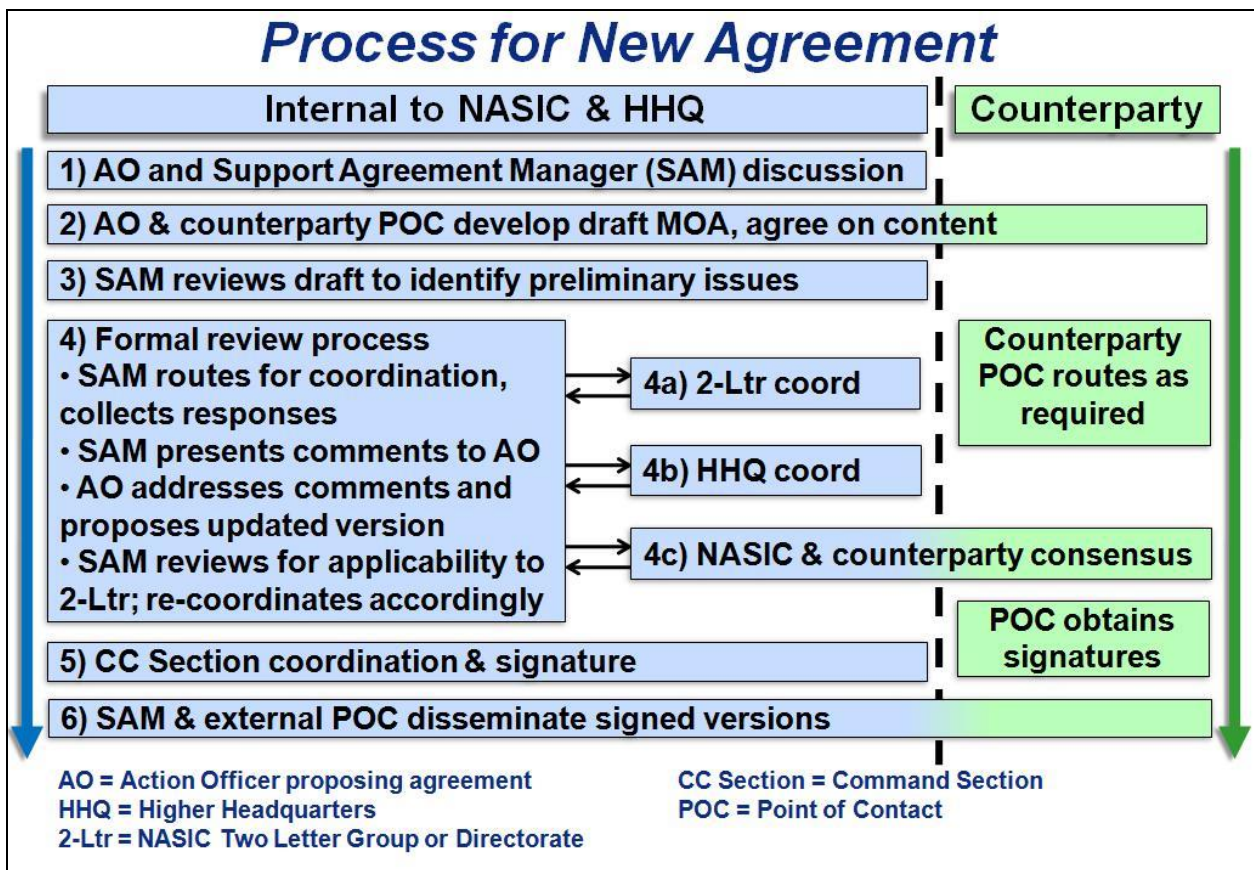 Process for New Agreement
Internal to NASIC & HHQ
Counterparty
1) AO and Support Agreement Manager (SAM) discussion
2) AO & counterparty POC develop draft MOA, agree on content
3) SAM reviews draft to identify preliminary issues
4) Formal review process
• SAM routes for coordination,
collects responses
• SAM presents comments to AO
• AO addresses comments and
proposes updated version
• SAM reviews for applicability to
2-Ltr; re-coordinates accordingly
4a) 2-Ltr coord
4b) HHQ coord
4c) NASIC & counterparty consensus
Counterparty
POC routes as
required
POC obtains
signatures
5) CC Section coordination & signature
6) SAM & external POC disseminate signed versions
AO = Action Officer proposing agreement
HHQ = Higher Headquarters
2-Ltr = NASIC Two Letter Group or Directorate
CC Section = Command Section
POC = Point of Contact